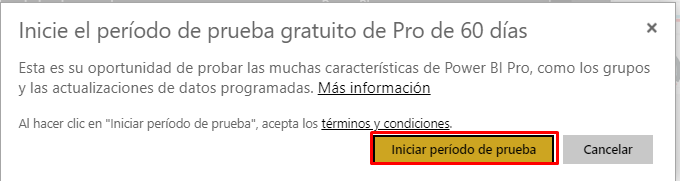 Inicie el período de prueba gratuito de Pro de 60 días
Esta es su oportunidad de probar las muchas características de Power BI Pro, como los grupos
y las actualizaciones de datos programadas. Más información
Al hacer clic en "Iniciar período de prueba", acepta los términos y condiciones.
Iniciar período de prueba
Cancelar